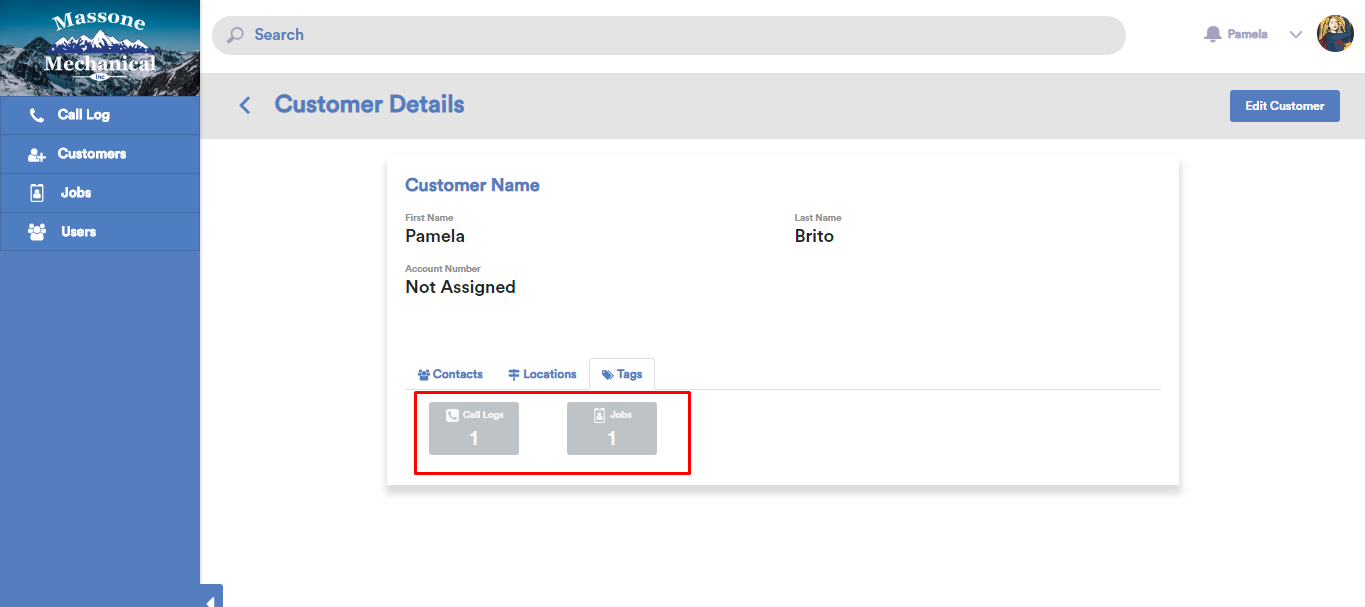 Massone
Mechanical
Inc
Search
Pamela
Customer Details
Edit Customer
Call Log
Customers
Jobs
Users
Customer Name
First Name
Last Name
Pamela
Brito
Account Number
Not Assigned
Contacts
Locations
Tags
Call Logs
Jobs
1
1